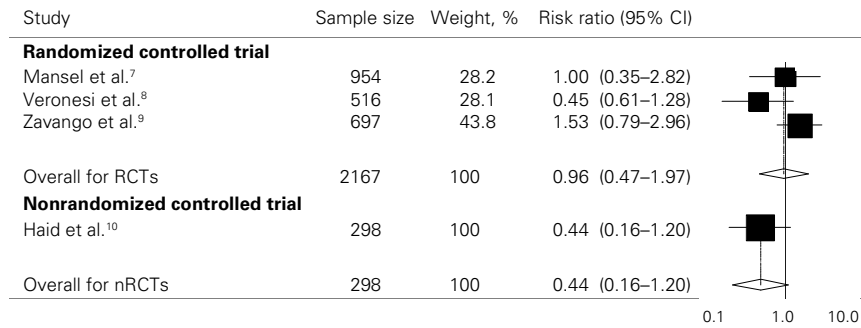 Study Sample size Weight, % Risk ratio (95% CI)
Randomized controlled trial
Mansel et al.⁷ 954 28.2 1.00 (0.35–2.82)
Veronesi et al.⁸ 516 28.1 0.45 (0.61–1.28)
Zavango et al.⁹ 697 43.8 1.53 (0.79–2.96)
Overall for RCTs 2167 100 0.96 (0.47–1.97)
Nonrandomized controlled trial
Haid et al.¹⁰ 298 100 0.44 (0.16–1.20)
Overall for nRCTs 298 100 0.44 (0.16–1.20)
0.1 1.0 10.0